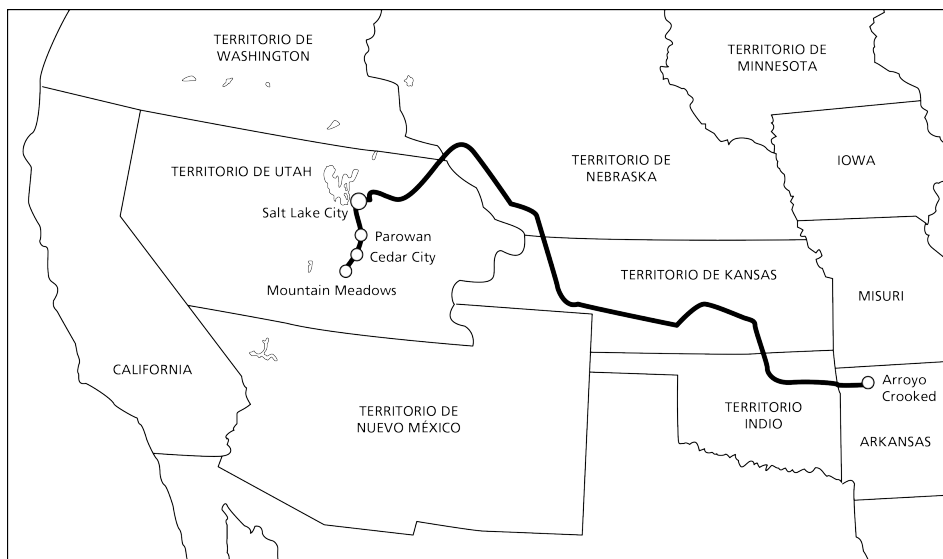 TERRITORIO DE
WASHINGTON
TERRITORIO DE
MINNESOTA
TERRITORIO DE UTAH
TERRITORIO DE
NEBRASKA
IOWA
Salt Lake City
Parowan
Cedar City
Mountain Meadows
TERRITORIO DE KANSAS
MISURI
CALIFORNIA
TERRITORIO DE
NUEVO MÉXICO
TERRITORIO
INDIO
Arroyo
Crooked
ARKANSAS